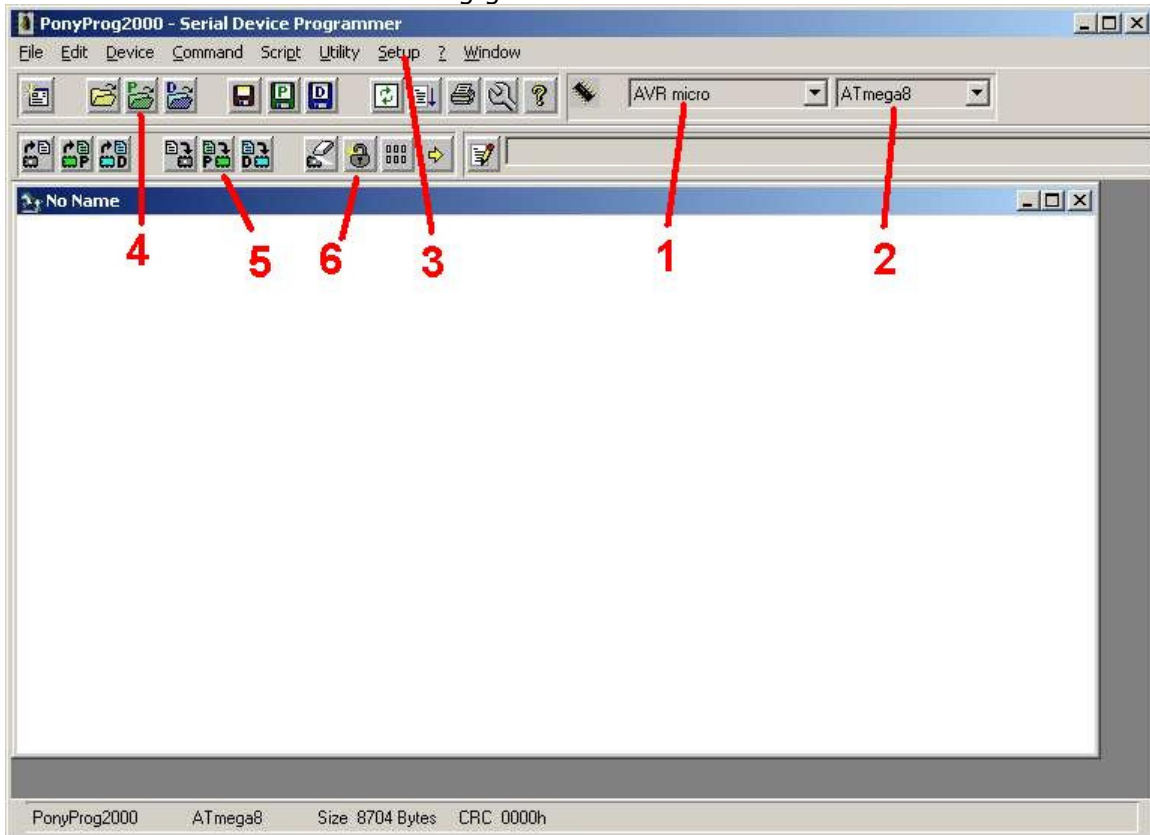 PonyProg2000 - Serial Device Programmer
File Edit Device Command Script Utility Setup ? Window
AVR micro ATmega8
No Name
4 5 6 3 1 2
PonyProg2000 ATmega8 Size 8704 Bytes CRC 0000h